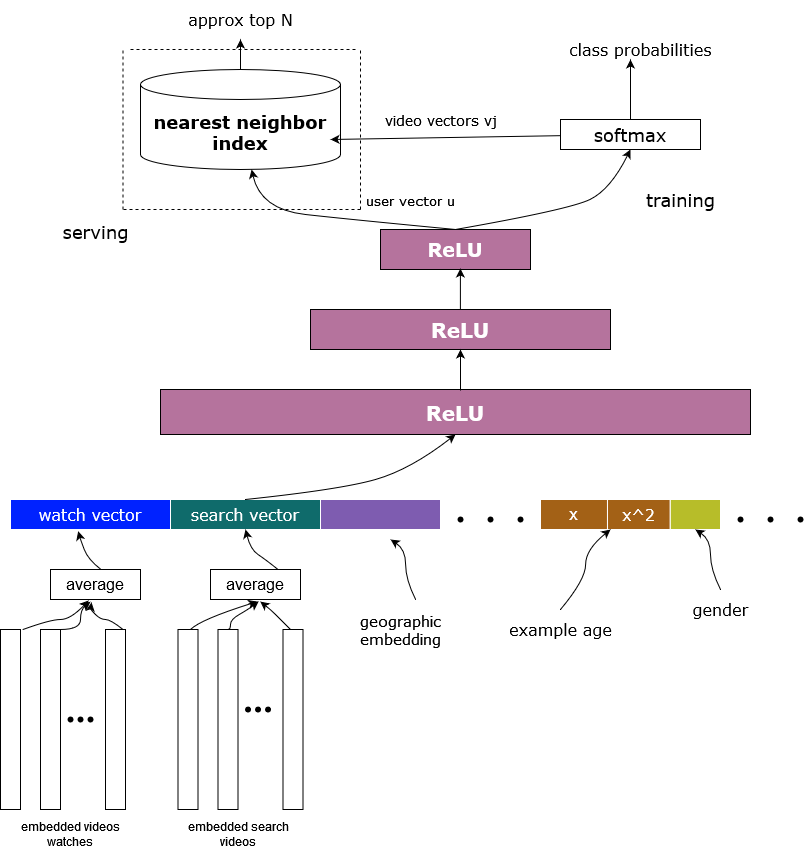 approx top N
class probabilities
nearest neighbor
index
video vectors vj
softmax
user vector u
training
serving
ReLU
ReLU
ReLU
watch vector
search vector
x
x^2
average
average
geographic
embedding
example age
gender
embedded videos
watches
embedded search
videos